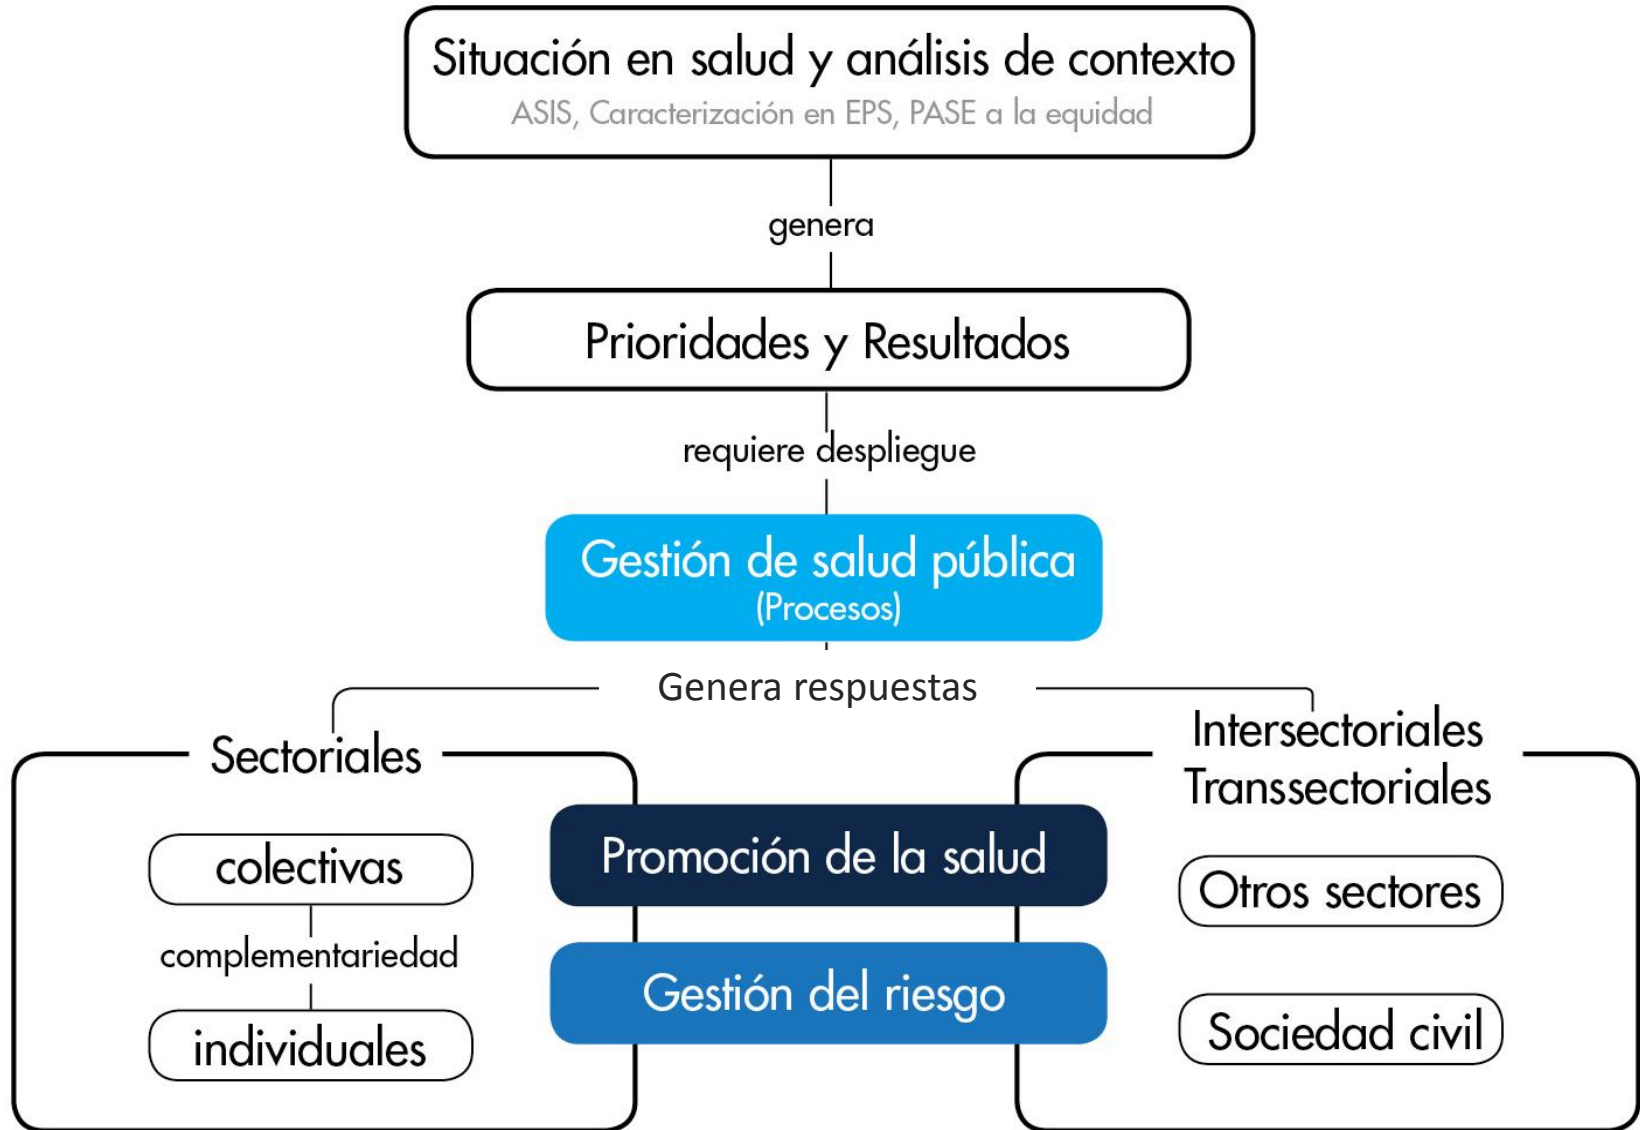 Situación en salud y análisis de contexto
ASIS, Caracterización en EPS, PASE a la equidad
genera
Prioridades y Resultados
requiere despliegue
Gestión de salud pública
(Procesos)
Genera respuestas
Sectoriales
colectivas
complementariedad
individuales
Promoción de la salud
Gestión del riesgo
Intersectoriales
Transsectoriales
Otros sectores
Sociedad civil